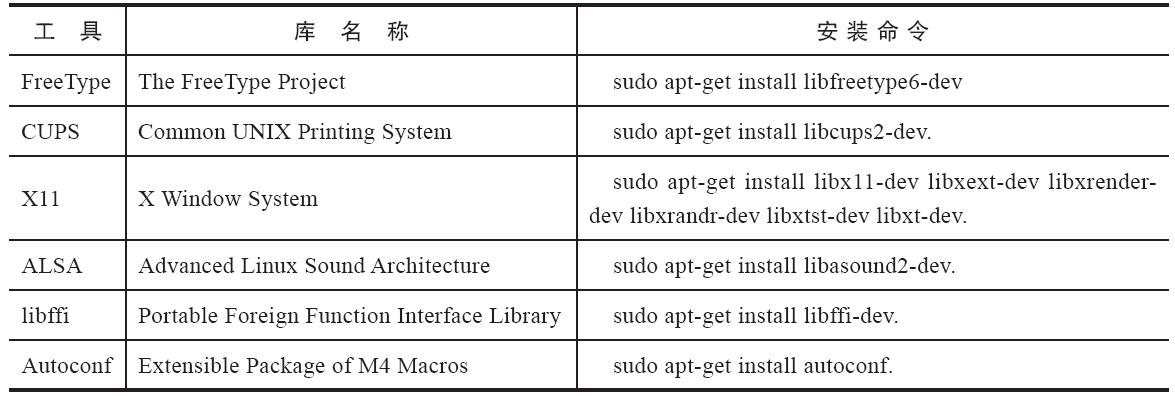 工 具 库 名 称 安装命令
FreeType The FreeType Project sudo apt-get install libfreetype6-dev
CUPS Common UNIX Printing System sudo apt-get install libcups2-dev.
X11 X Window System sudo apt-get install libx11-dev libxext-dev libxrender-
dev libxrandr-dev libxtst-dev libxt-dev.
ALSA Advanced Linux Sound Architecture sudo apt-get install libasound2-dev.
libffi Portable Foreign Function Interface Library sudo apt-get install libffi-dev.
Autoconf Extensible Package of M4 Macros sudo apt-get install autoconf.